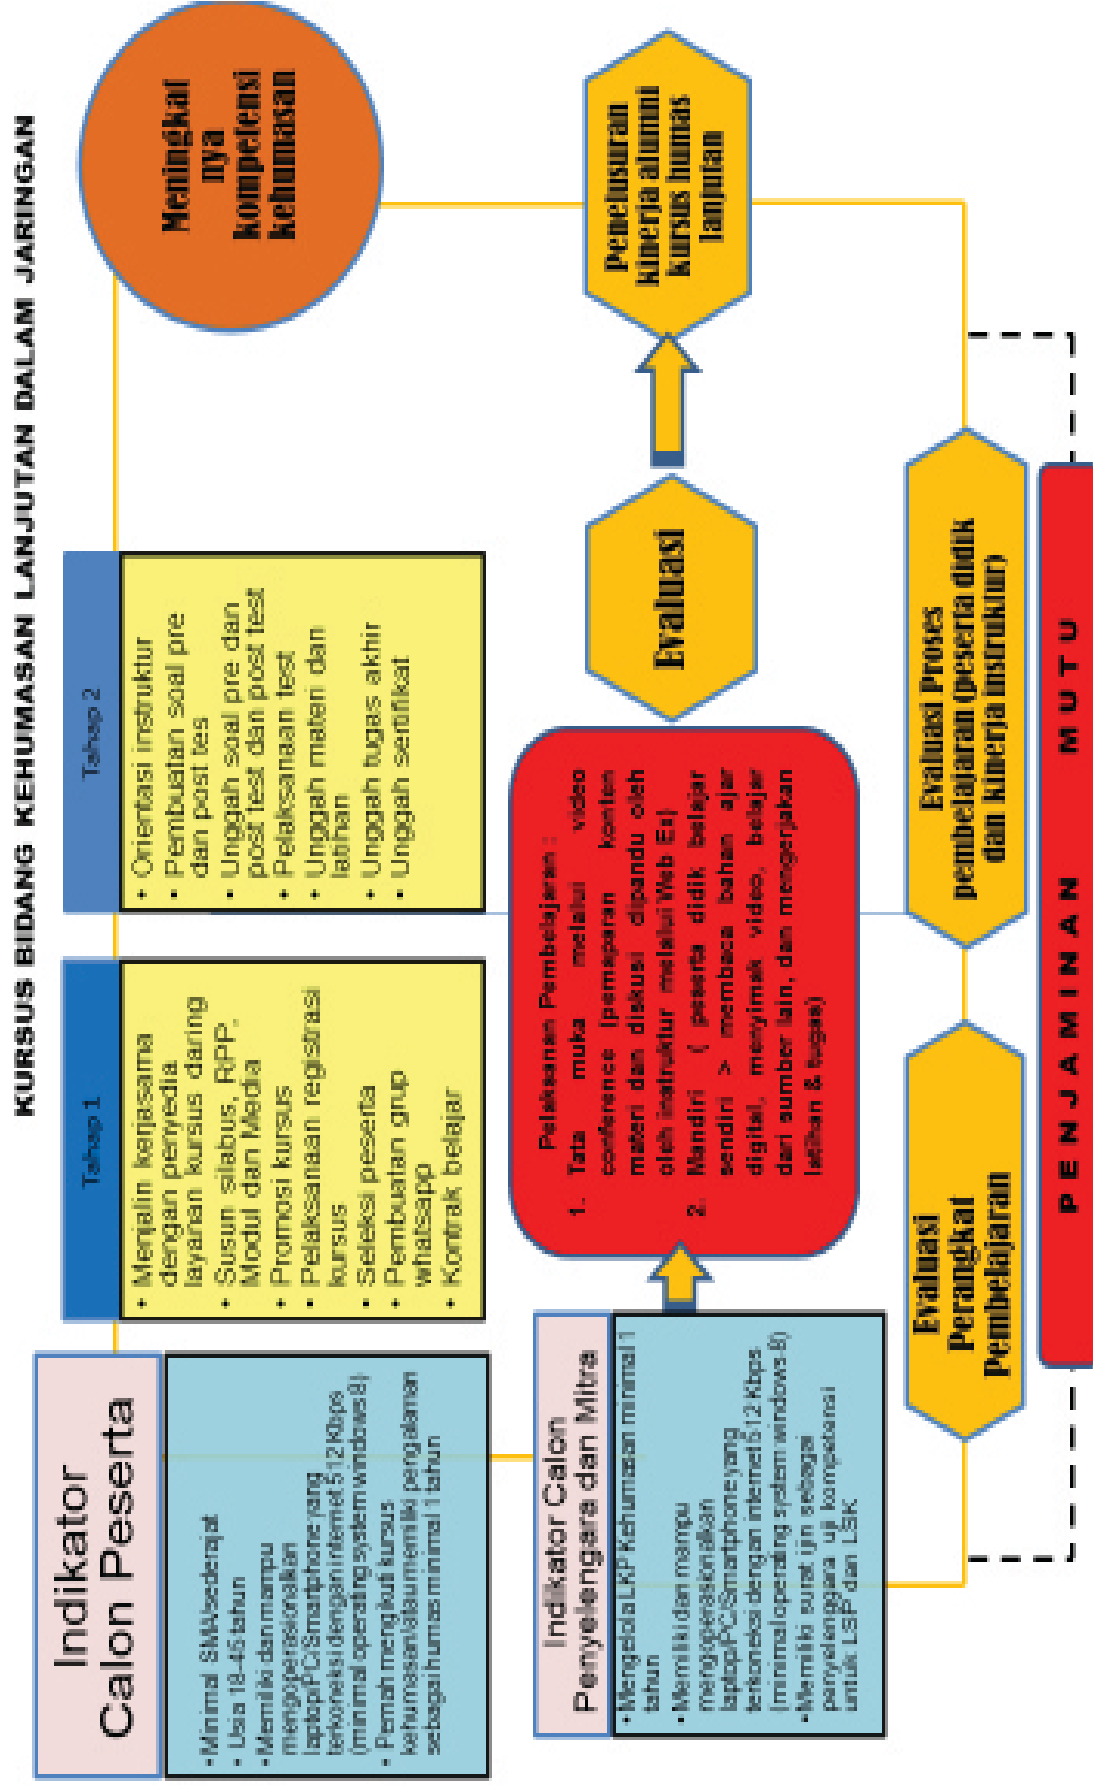 KURSUS BIDANG KEHUMASAN LANJUTAN DALAM JARINGAN
Indikator
Calon Peserta
• Minimal SMA/sederajat
• Usia 18-45 tahun
• Memiliki dan mampu
mengoperasionalkan
laptop/PC/Smartphone yang
terkoneksi dengan internet 512 Kbps
(minimal operating system windows 8)
• Pernah mengikuti kursus
kehumasan/atau memiliki pengalaman
sebagai humas minimal 1 tahun
Tahap 1
• Menjalin kerjasama
dengan penyedia
layanan kursus daring
• Susun silabus, RPP,
Modul dan Media
• Promosi kursus
• Pelaksanaan registrasi
kursus
• Seleksi peserta
• Pembuatan grup
whatsapp
• Kontrak belajar
Tahap 2
• Orientasi instruktur
• Pembuatan soal pre
dan post tes
• Unggah soal pre dan
post test dan post test
• Pelaksanaan test
• Unggah materi dan
latihan
• Unggah tugas akhir
• Unggah sertifikat
Meningkat
nya
kompetensi
kehumasan
Indikator Calon
Penyelengara dan Mitra
• Mengelola LKP Kehumasan minimal 1
tahun
• Memiliki dan mampu
mengoperasionalkan
laptop/PC/Smartphone yang
terkoneksi dengan internet 512 Kbps
(minimal operating system windows 8)
• Memiliki surat ijin sebagai
penyelenggara uji kompetensi
untuk LSP dan LSK
Pelaksanan Pembelajaran :
1. Tata muka melalui video
conference (pemaparan konten
materi dan diskusi dipandu oleh
oleh instruktur melalui Web Ex)
2. Mandiri ( peserta didik belajar
sendiri > membaca bahan ajar
digital, menyimak video, belajar
dari sumber lain, dan mengerjakan
latihan & tugas)
Evaluasi
Penelusuran
kinerja alumni
kursus humas
lanjutan
Evaluasi
Perangkat
Pembelajaran
Evaluasi Proses
pembelajaran (peserta didik
dan kinerja instruktur)
PENJAMINAN MUTU